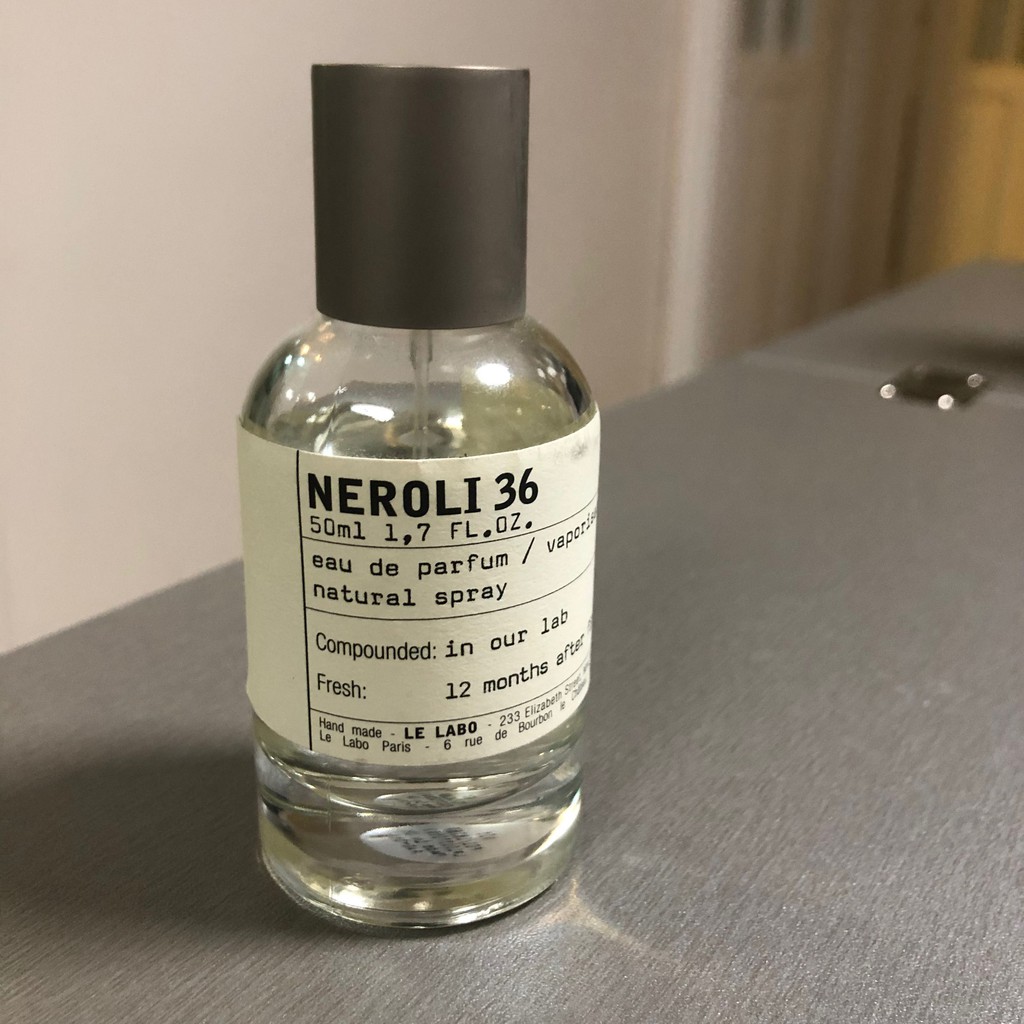 NEROLI 36
50ml 1,7 FL.OZ.
eau de parfum /
natural spray
Compounded: in our lab
Fresh: 12 months after
Hand made - LE LABO - 233 Elizabeth Street,
Le Labo Paris - 6 rue de Bourbon le